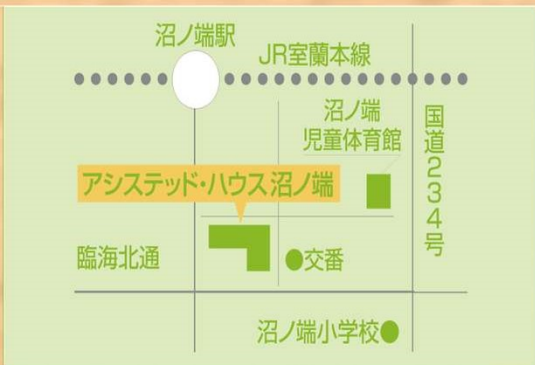 沼ノ端駅
JR室蘭本線
沼ノ端
児童体育館
国道234号
アシステッド・ハウス沼ノ端
臨海北通
交番
沼ノ端小学校